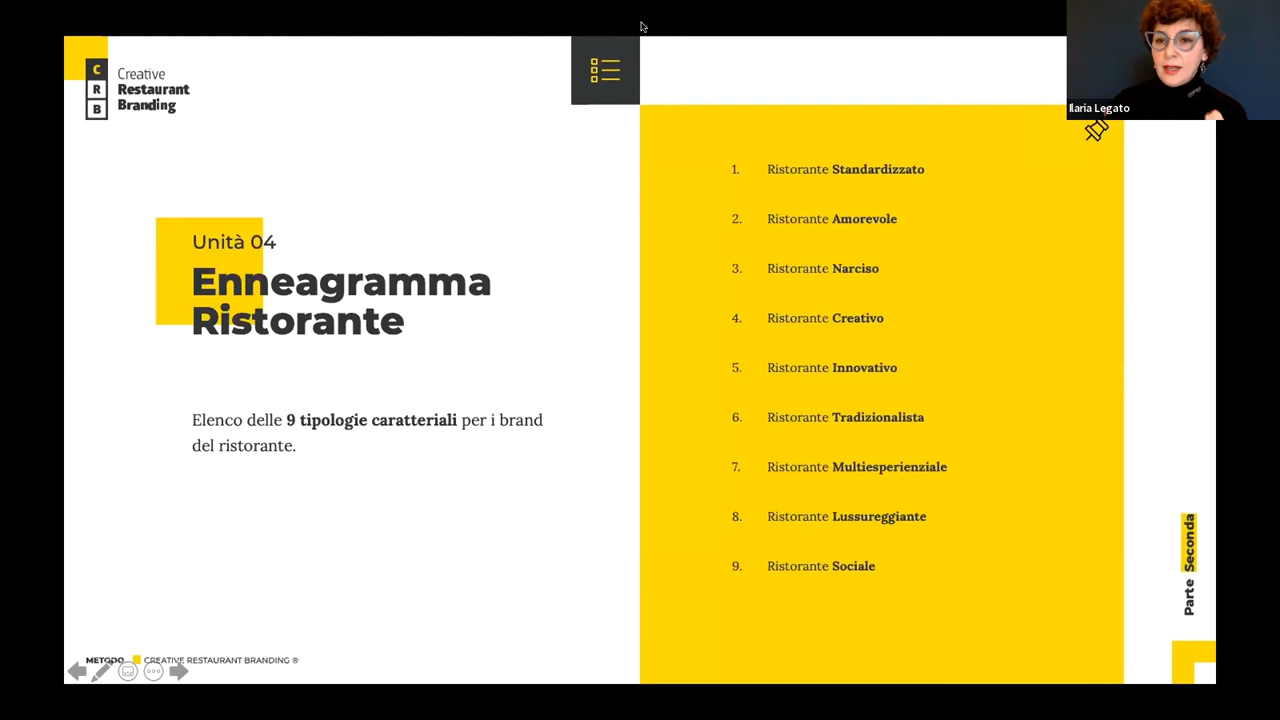 C
R
B
Creative
Restaurant
Branding
Ilaria Legato
Unità 04
Enneagramma
Ristorante
Elenco delle 9 tipologie caratteriali per i brand
del ristorante.
1. Ristorante Standardizzato
2. Ristorante Amorevole
3. Ristorante Narciso
4. Ristorante Creativo
5. Ristorante Innovativo
6. Ristorante Tradizionalista
7. Ristorante Multiesperienziale
8. Ristorante Lussureggiante
9. Ristorante Sociale
Parte Seconda
METODO CREATIVE RESTAURANT BRANDING ®